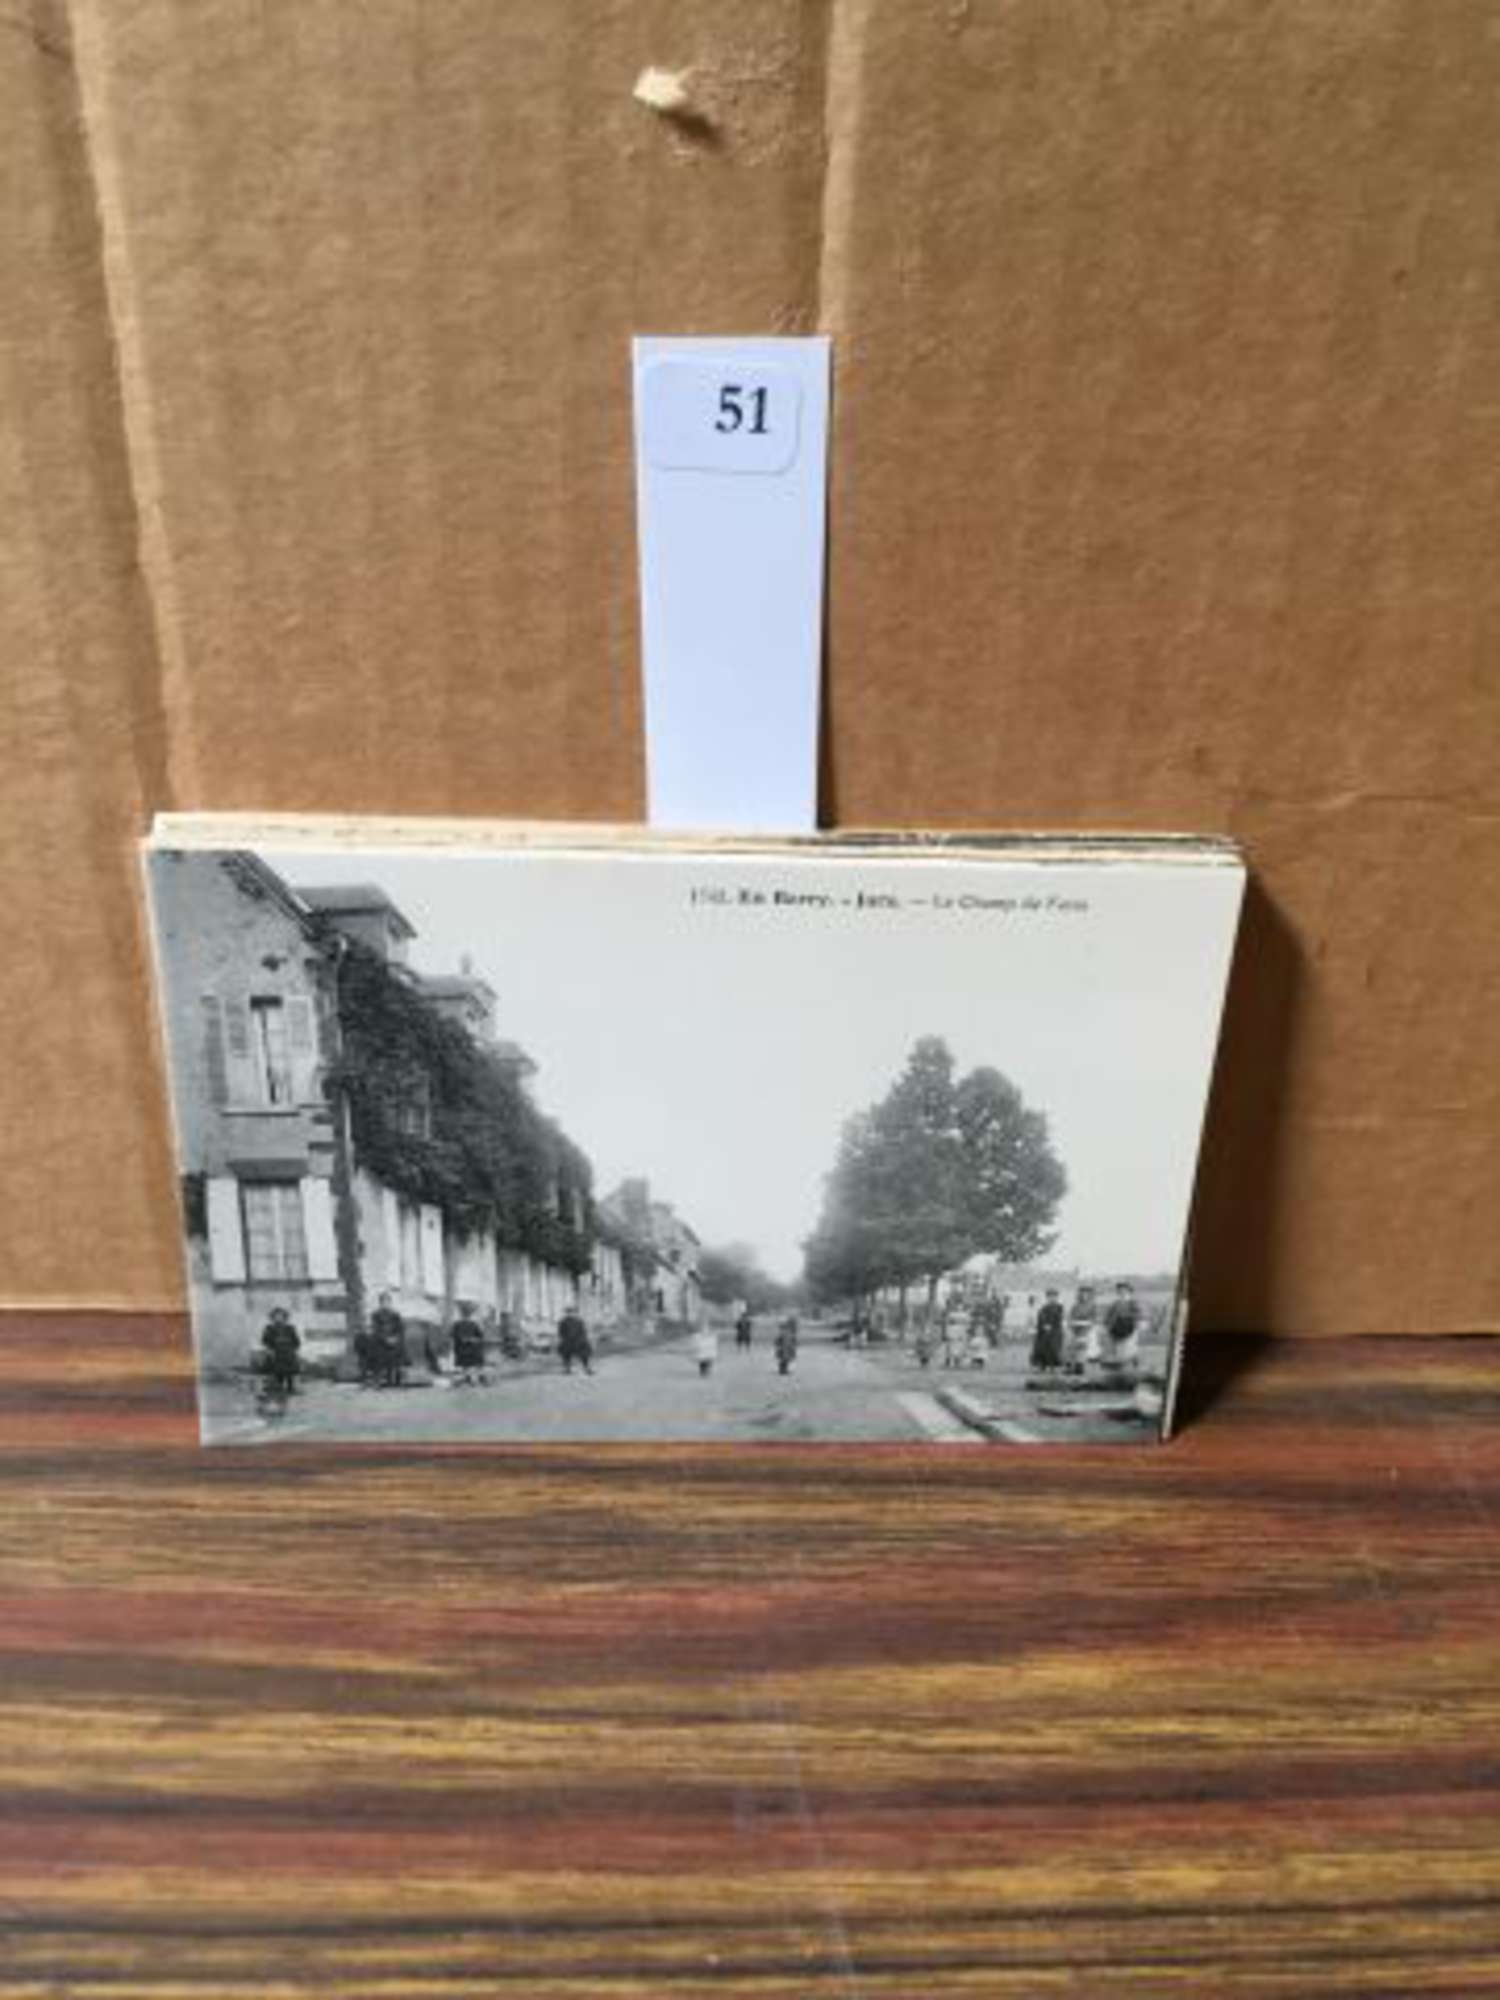 51
En Berry. - Jars. — Le Champ de Foire